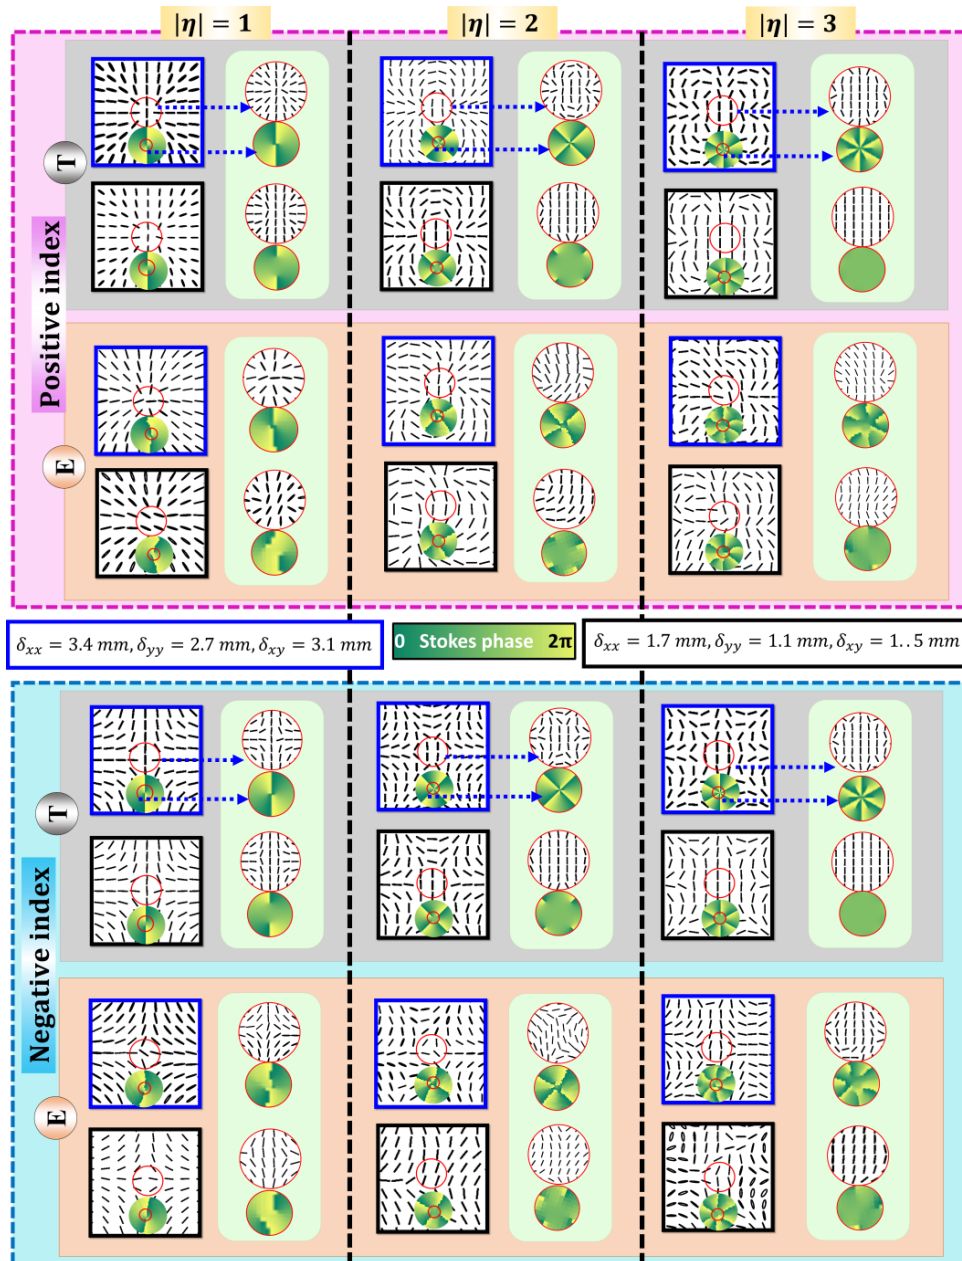 |η| = 1 |η| = 2 |η| = 3
T
Positive index
E
δxx = 3.4 mm, δyy = 2.7 mm, δxy = 3.1 mm
0 Stokes phase 2π
δxx = 1.7 mm, δyy = 1.1 mm, δxy = 1..5 mm
T
Negative index
E